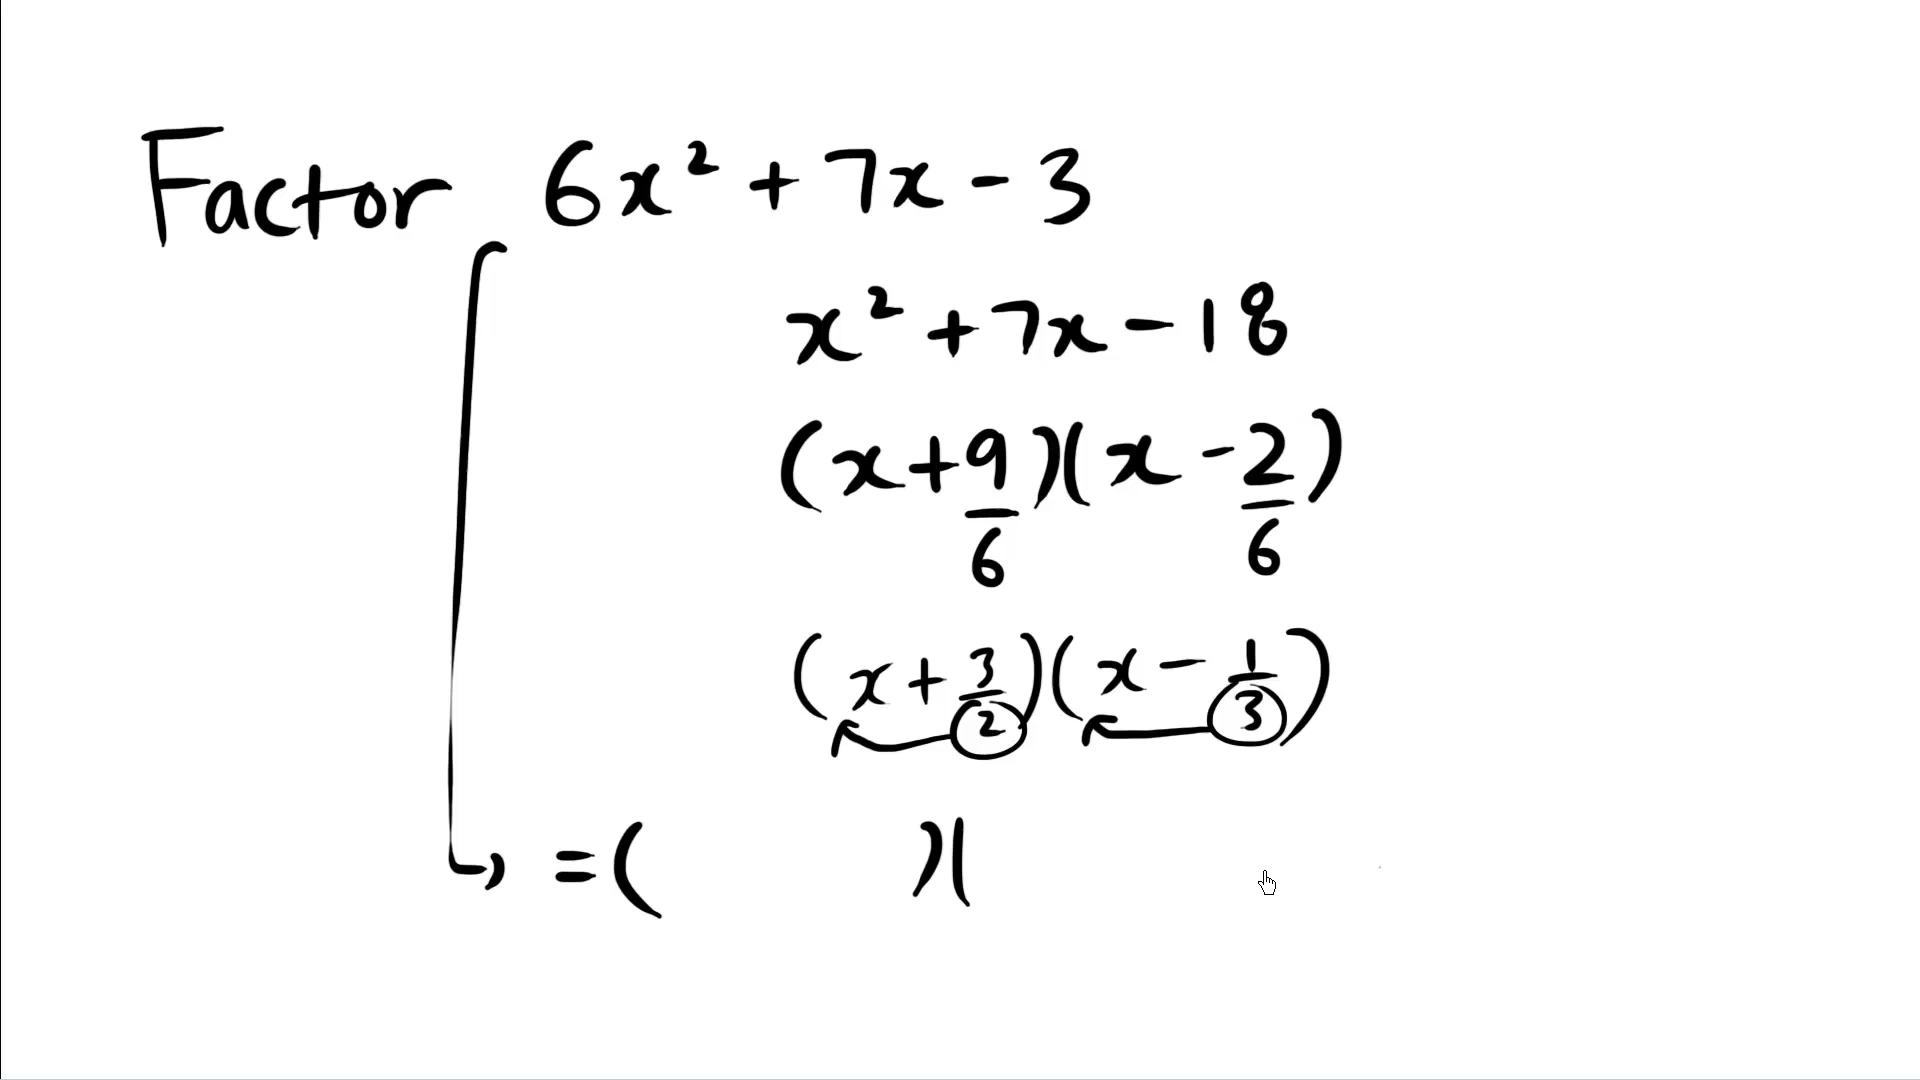 Factor 6x² + 7x - 3
x² + 7x - 18
(x + 9/6)(x - 2/6)
(x + 3/2)(x - 1/3)
= (      )(